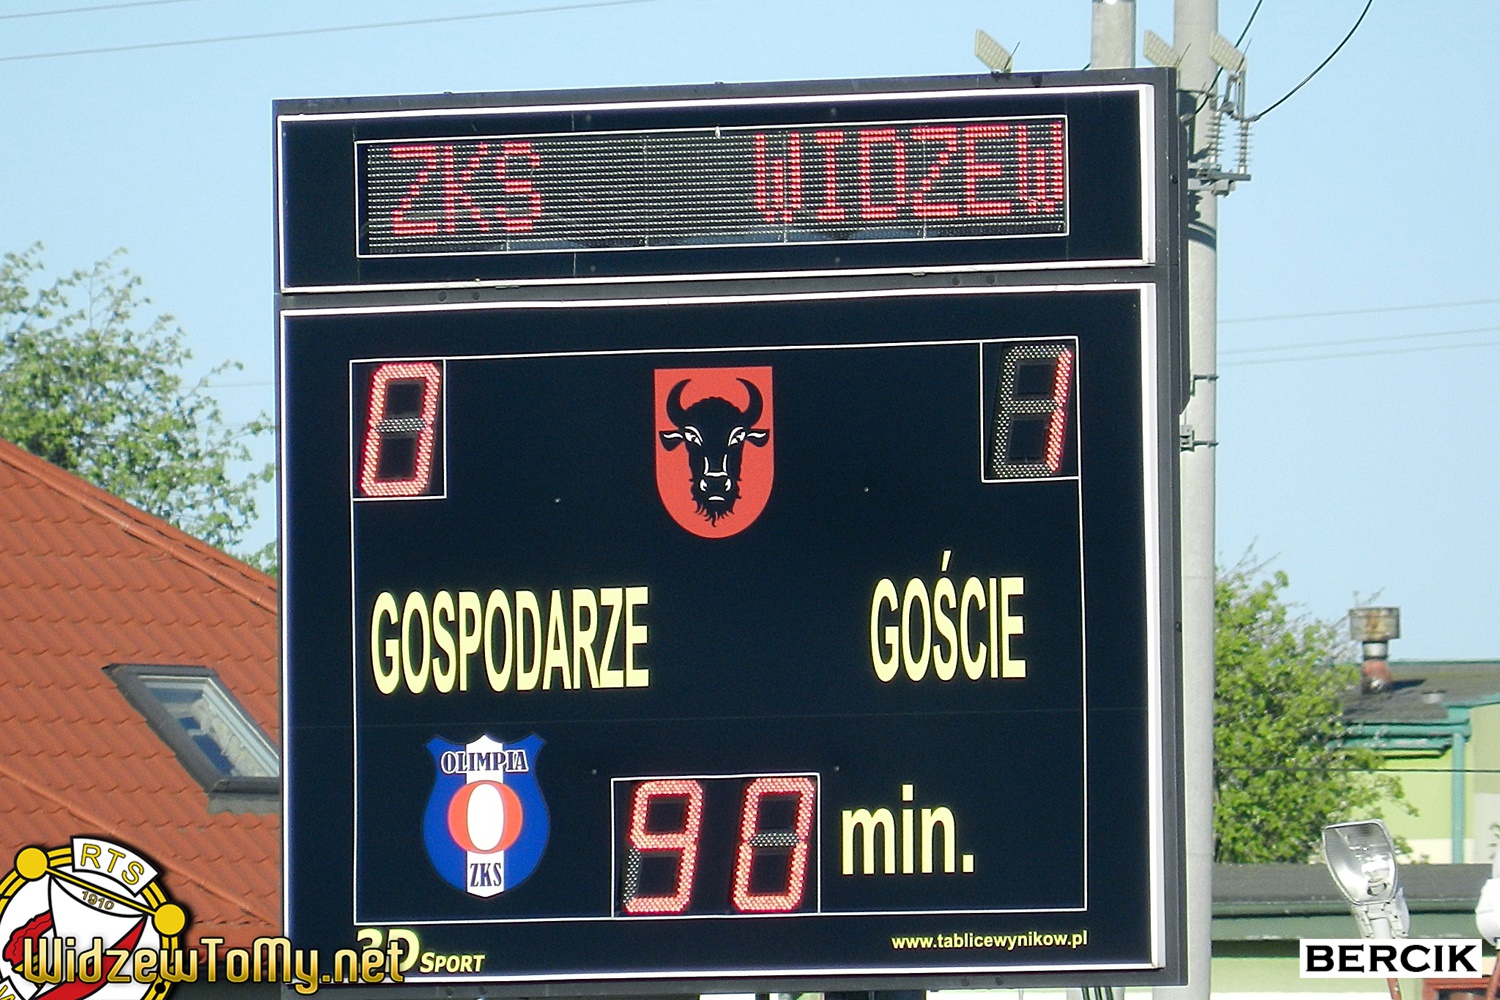 ZKS WIDZEW
0 1
GOSPODARZE GOŚCIE
OLIMPIA
ZKS
90 min.
3D SPORT
www.tablicewynikow.pl
RTS
1910
WidzewToMy.net
BERCIK